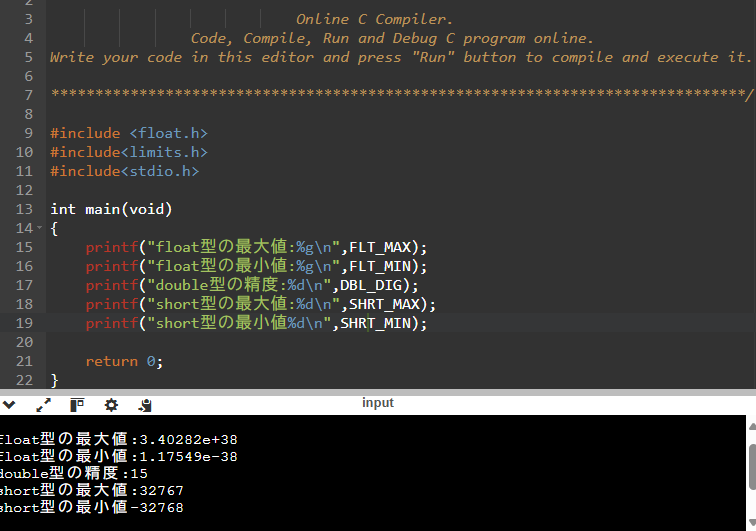 2
3 Online C Compiler.
4 Code, Compile, Run and Debug C program online.
5 Write your code in this editor and press "Run" button to compile and execute it.
6
7 *******************************************************************************/
8
9 #include <float.h>
10 #include<limits.h>
11 #include<stdio.h>
12
13 int main(void)
14 {
15 printf("float型の最大値:%g\n",FLT_MAX);
16 printf("float型の最小値:%g\n",FLT_MIN);
17 printf("double型の精度:%d\n",DBL_DIG);
18 printf("short型の最大値:%d\n",SHRT_MAX);
19 printf("short型の最小値%d\n",SHRT_MIN);
20
21 return 0;
22 }
input
float型の最大値:3.40282e+38
float型の最小値:1.17549e-38
double型の精度:15
short型の最大値:32767
short型の最小値-32768